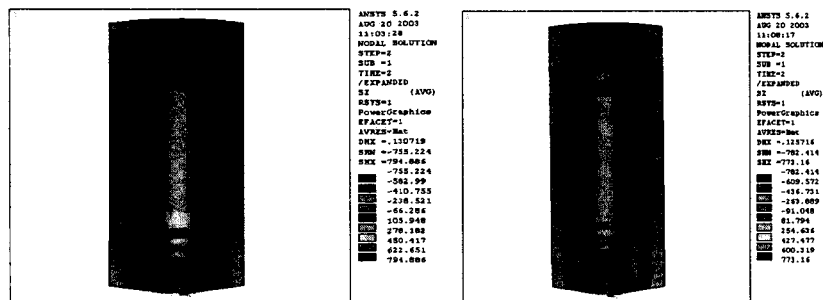 ANSYS 5.6.2
AUG 20 2003
11:03:28
NODAL SOLUTION
STEP=2
SUB =1
TIME=2
/EXPANDED
SZ (AVG)
RSYS=1
PowerGraphics
EFACET=1
AVRES=Mat
DMX =.130719
SMN =-755.224
SMX =794.886
-755.224
-582.99
-410.755
-238.521
-66.286
105.948
278.182
450.417
622.651
794.886
ANSYS 5.6.2
AUG 20 2003
11:08:17
NODAL SOLUTION
STEP=2
SUB =1
TIME=2
/EXPANDED
SZ (AVG)
RSYS=1
PowerGraphics
EFACET=1
AVRES=Mat
DMX =.125716
SMN =-782.414
SMX =773.16
-782.414
-609.572
-436.731
-263.889
-91.048
81.794
254.636
427.477
600.319
773.16